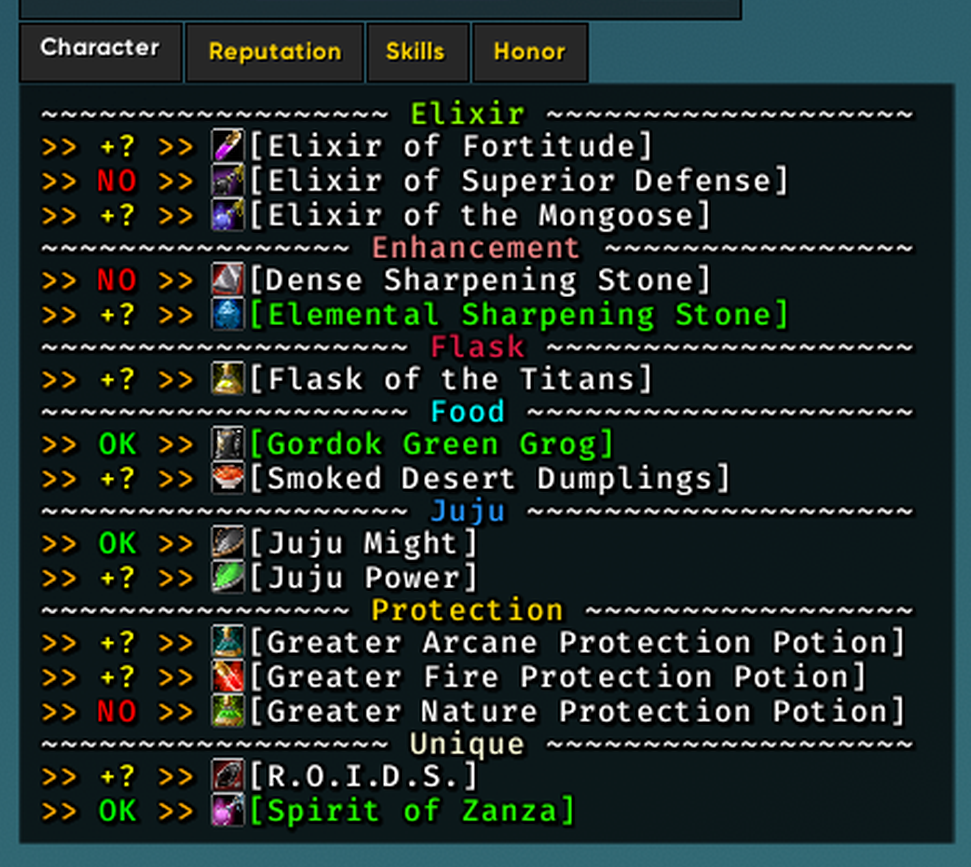 Character Reputation Skills Honor
~~~~~~~~~~~~~~~~~~ Elixir ~~~~~~~~~~~~~~~~~~~
>> +? >> [Elixir of Fortitude]
>> NO >> [Elixir of Superior Defense]
>> +? >> [Elixir of the Mongoose]
~~~~~~~~~~~~~~~~ Enhancement ~~~~~~~~~~~~~~~~
>> NO >> [Dense Sharpening Stone]
>> +? >> [Elemental Sharpening Stone]
~~~~~~~~~~~~~~~~~~~ Flask ~~~~~~~~~~~~~~~~~~~
>> +? >> [Flask of the Titans]
~~~~~~~~~~~~~~~~~~~ Food ~~~~~~~~~~~~~~~~~~~~
>> OK >> [Gordok Green Grog]
>> +? >> [Smoked Desert Dumplings]
~~~~~~~~~~~~~~~~~~~ Juju ~~~~~~~~~~~~~~~~~~~~
>> OK >> [Juju Might]
>> +? >> [Juju Power]
~~~~~~~~~~~~~~~~ Protection ~~~~~~~~~~~~~~~~~
>> +? >> [Greater Arcane Protection Potion]
>> +? >> [Greater Fire Protection Potion]
>> NO >> [Greater Nature Protection Potion]
~~~~~~~~~~~~~~~~~~ Unique ~~~~~~~~~~~~~~~~~~~
>> +? >> [R.O.I.D.S.]
>> OK >> [Spirit of Zanza]